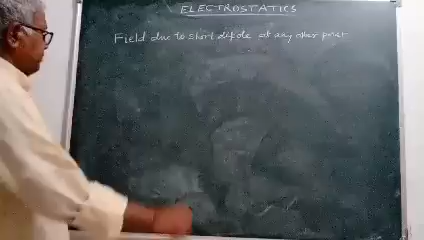 ELECTROSTATICS
Field due to short dipole at any other point